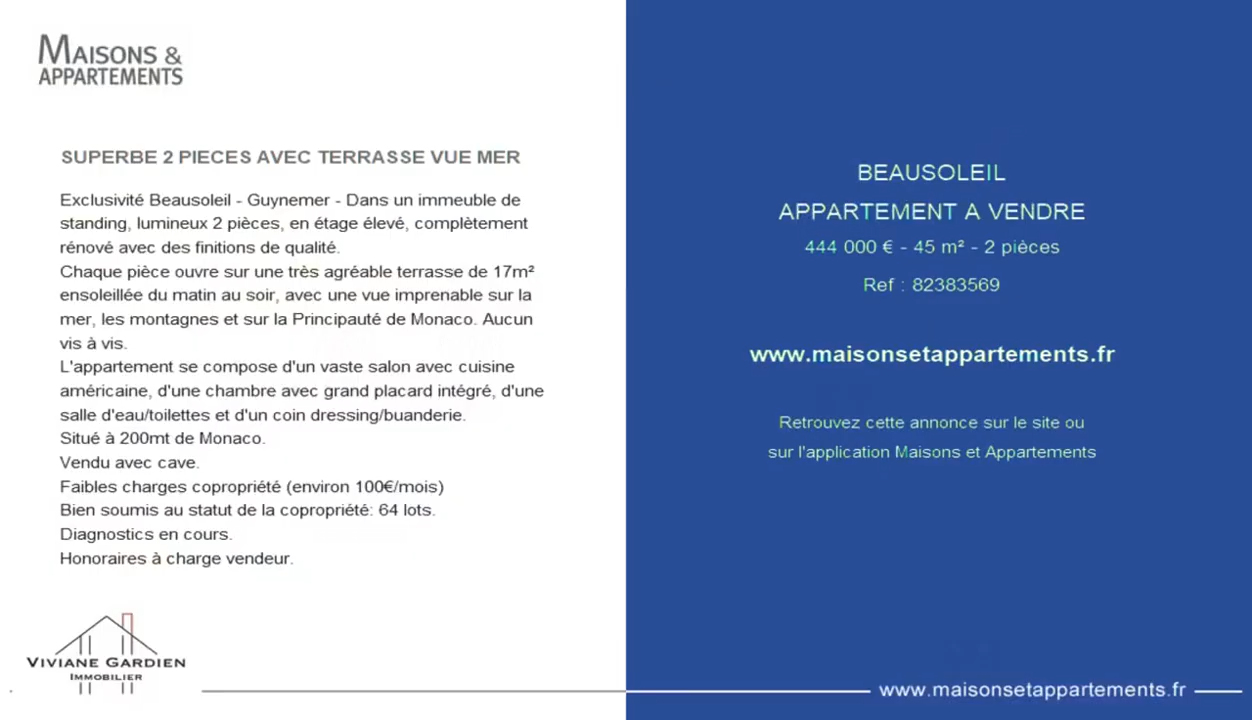 MAISONS &
APPARTEMENTS
SUPERBE 2 PIECES AVEC TERRASSE VUE MER
Exclusivité Beausoleil - Guynemer - Dans un immeuble de
standing, lumineux 2 pièces, en étage élevé, complètement
rénové avec des finitions de qualité.
Chaque pièce ouvre sur une très agréable terrasse de 17m²
ensoleillée du matin au soir, avec une vue imprenable sur la
mer, les montagnes et sur la Principauté de Monaco. Aucun
vis à vis.
L'appartement se compose d'un vaste salon avec cuisine
américaine, d'une chambre avec grand placard intégré, d'une
salle d'eau/toilettes et d'un coin dressing/buanderie.
Situé à 200mt de Monaco.
Vendu avec cave.
Faibles charges copropriété (environ 100€/mois)
Bien soumis au statut de la copropriété: 64 lots.
Diagnostics en cours.
Honoraires à charge vendeur.
VIVIANE GARDIEN
IMMOBILIER
BEAUSOLEIL
APPARTEMENT A VENDRE
444 000 € - 45 m² - 2 pièces
Ref : 82383569
www.maisonsetappartements.fr
Retrouvez cette annonce sur le site ou
sur l'application Maisons et Appartements
www.maisonsetappartements.fr